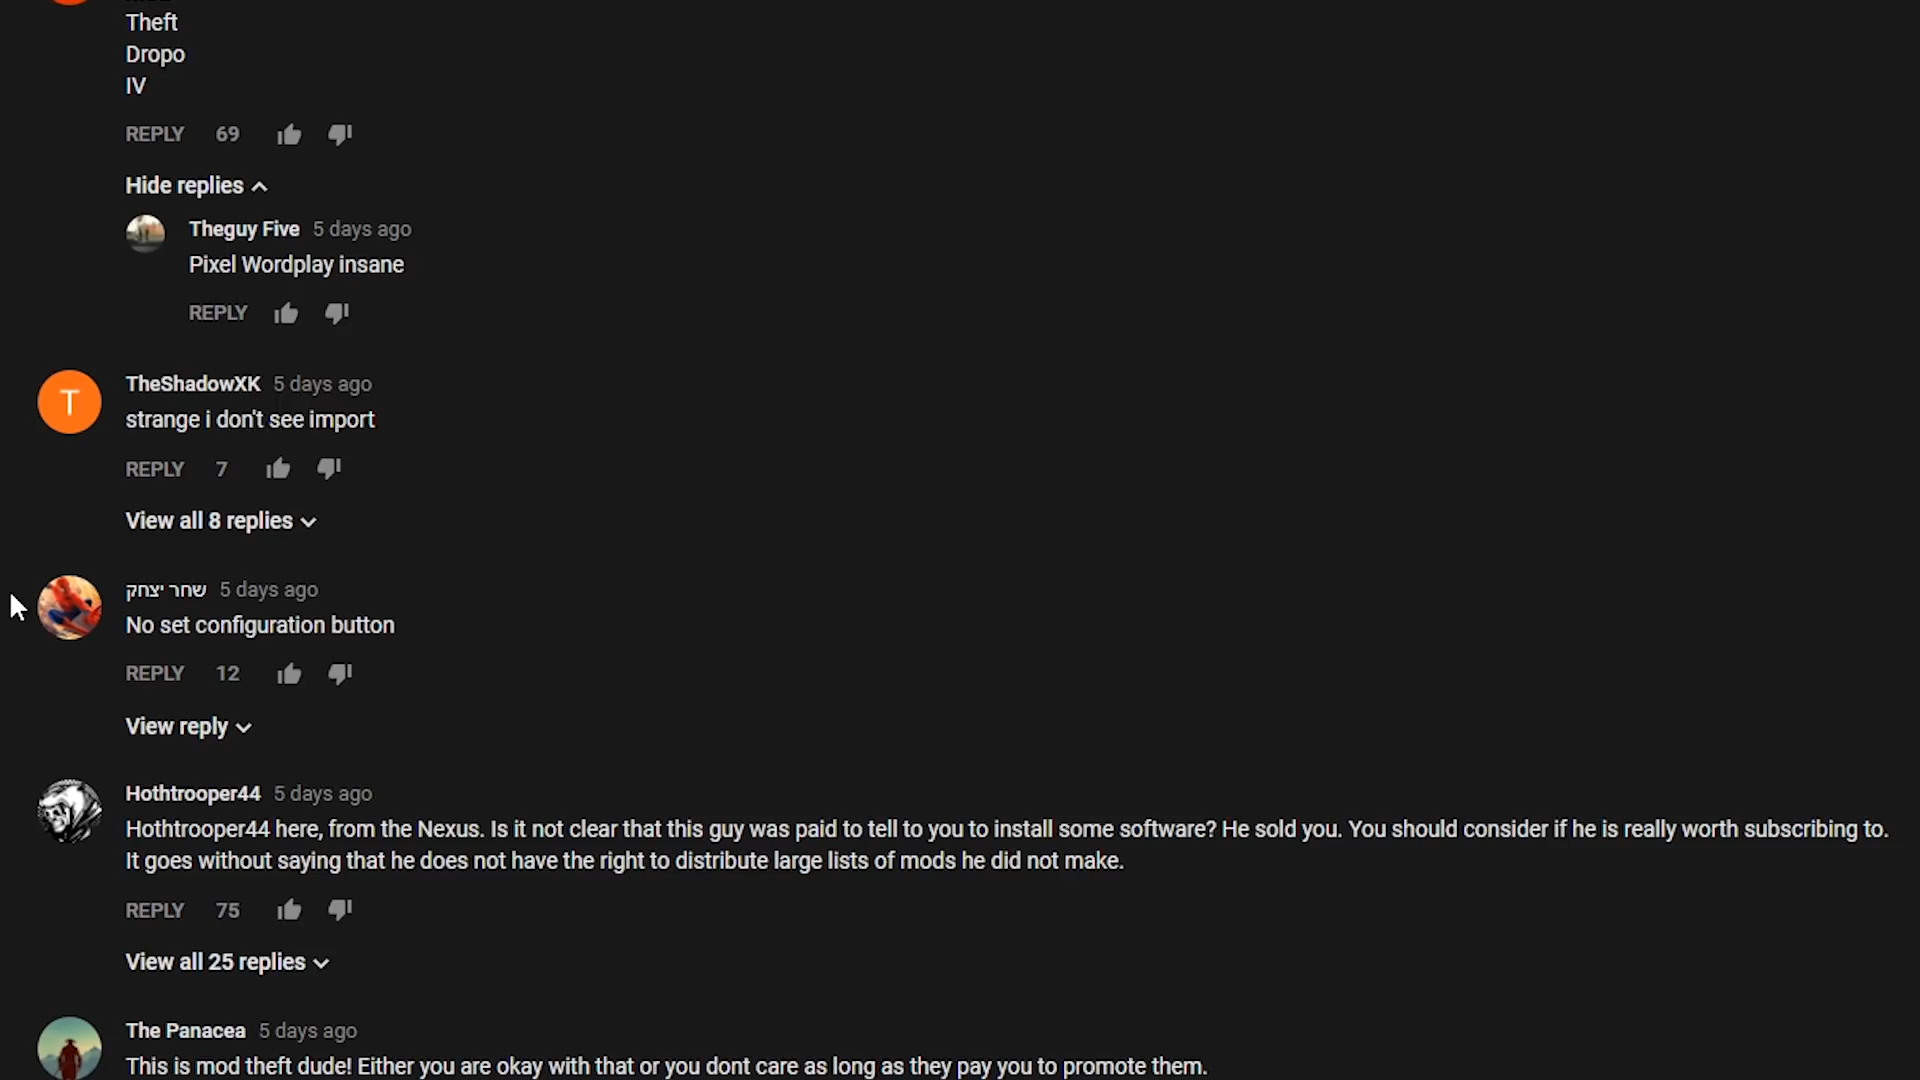 Theft
Dropo
IV
REPLY 69
Hide replies
Theguy Five 5 days ago
Pixel Wordplay insane
REPLY
T
TheShadowXK 5 days ago
strange i don't see import
REPLY 7
View all 8 replies
שחר יצחק 5 days ago
No set configuration button
REPLY 12
View reply
Hothtrooper44 5 days ago
Hothtrooper44 here, from the Nexus. Is it not clear that this guy was paid to tell to you to install some software? He sold you. You should consider if he is really worth subscribing to.
It goes without saying that he does not have the right to distribute large lists of mods he did not make.
REPLY 75
View all 25 replies
The Panacea 5 days ago
This is mod theft dude! Either you are okay with that or you dont care as long as they pay you to promote them.